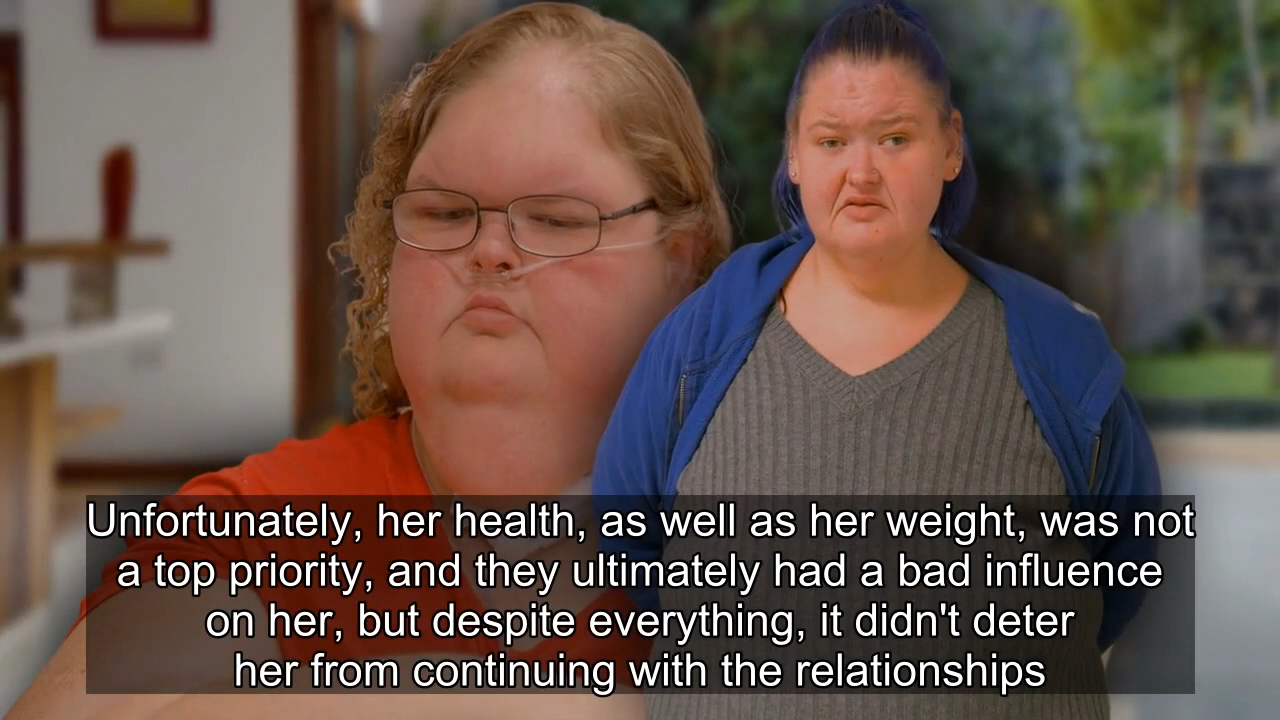 Unfortunately, her health, as well as her weight, was not
a top priority, and they ultimately had a bad influence
on her, but despite everything, it didn't deter
her from continuing with the relationships